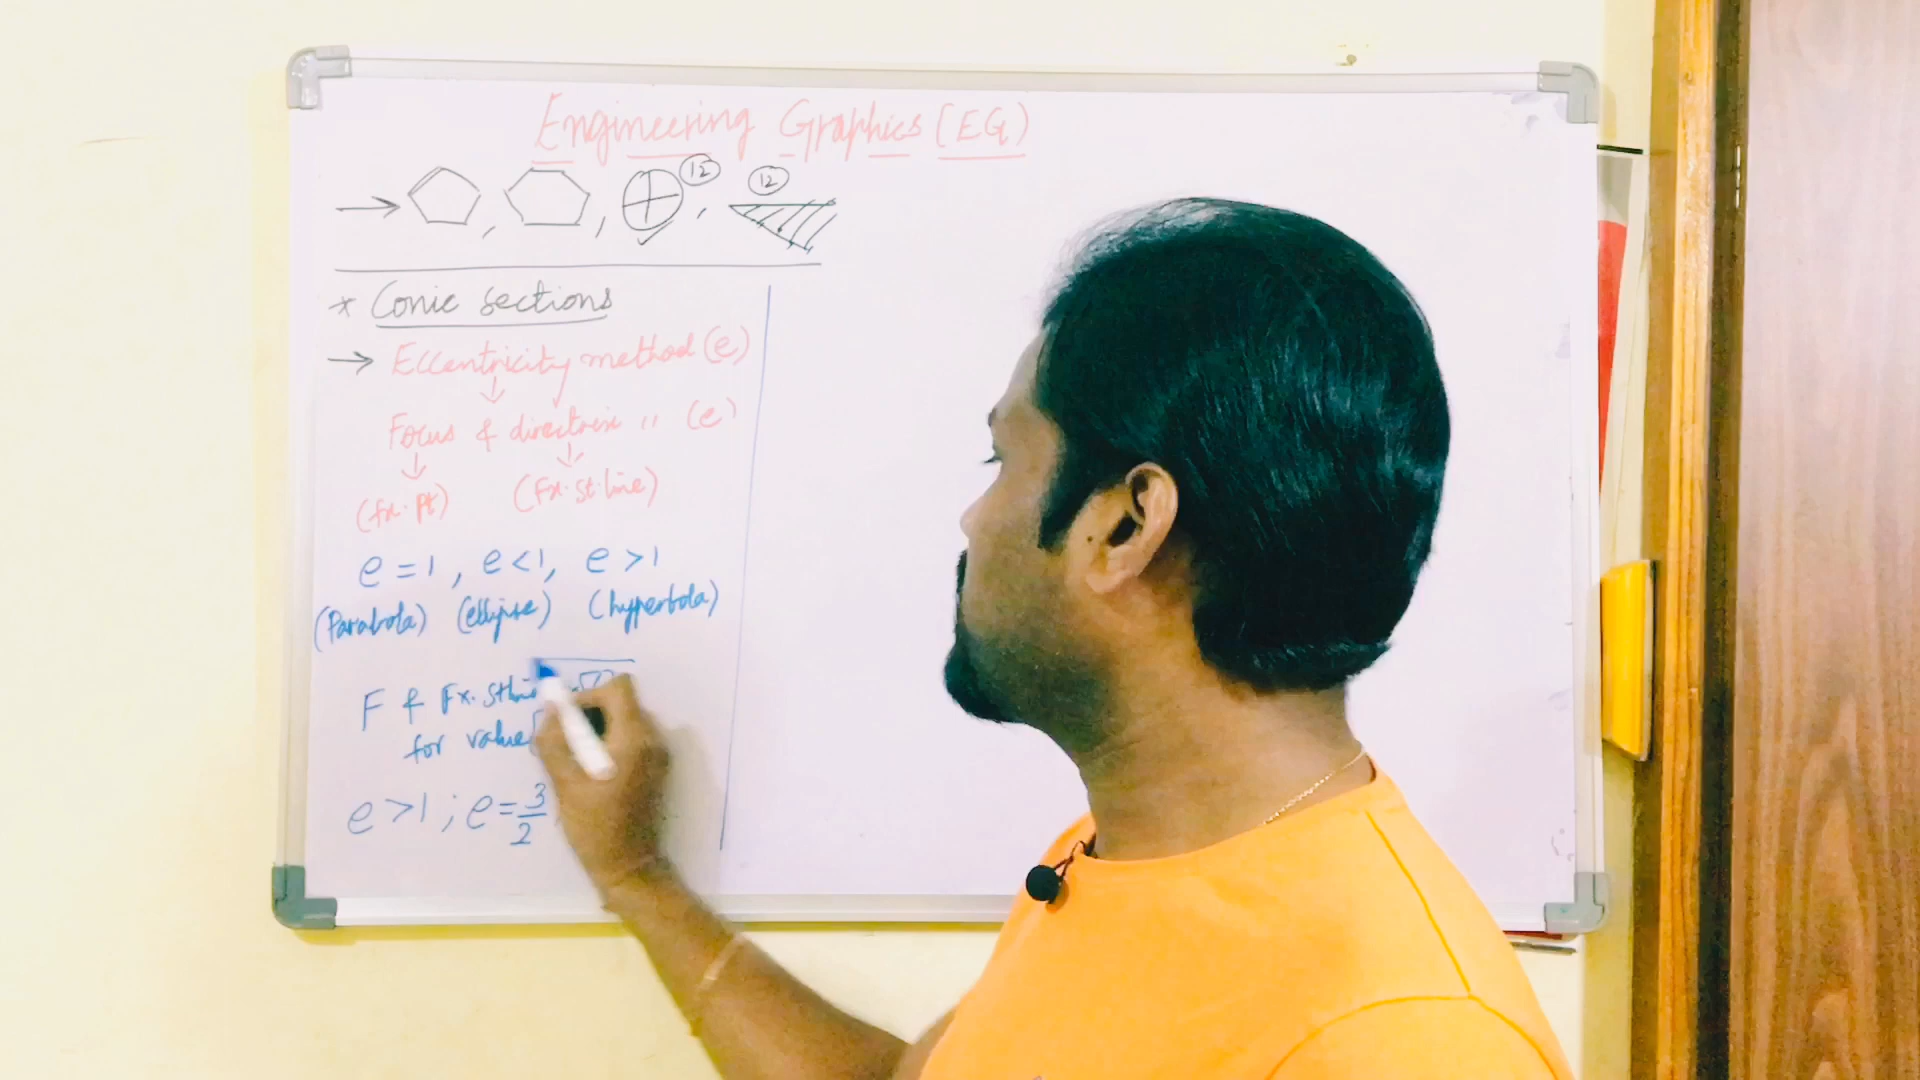 Engineering Graphics (EG)
12
12
* Conic sections
→ Eccentricity method (e)
Focus & directrix " (e)
(fx. pt) (Fx. st. line)
e = 1, e < 1, e > 1
(Parabola) (ellipse) (hyperbola)
F & Fx. St
for value
e > 1 ; e = 3/2